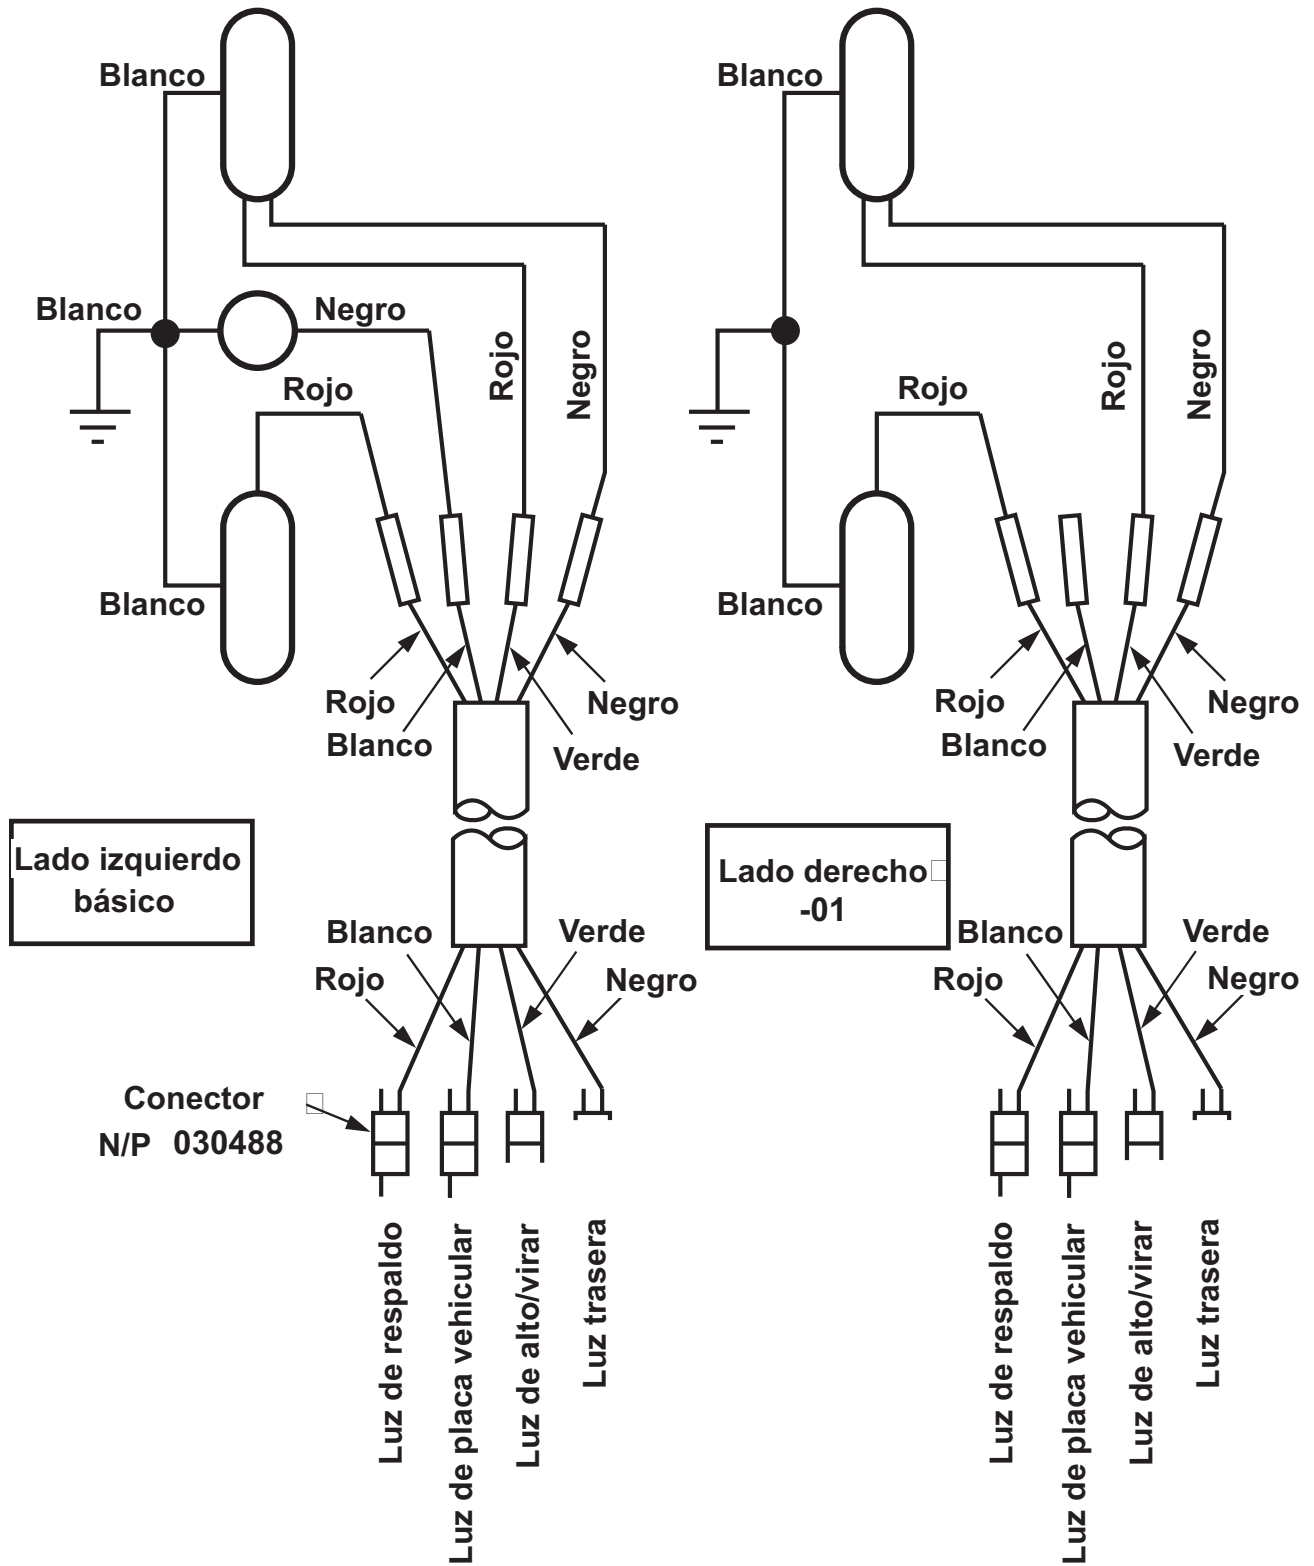 Blanco
Blanco
Negro
Rojo
Rojo
Negro
Blanco
Rojo
Blanco
Verde
Negro
Lado izquierdo
básico
Blanco
Verde
Rojo
Negro
Conector
N/P 030488
Luz de respaldo
Luz de placa vehicular
Luz de alto/virar
Luz trasera
Blanco
Rojo
Rojo
Negro
Blanco
Rojo
Blanco
Verde
Negro
Lado derecho
-01
Blanco
Verde
Rojo
Negro
Luz de respaldo
Luz de placa vehicular
Luz de alto/virar
Luz trasera